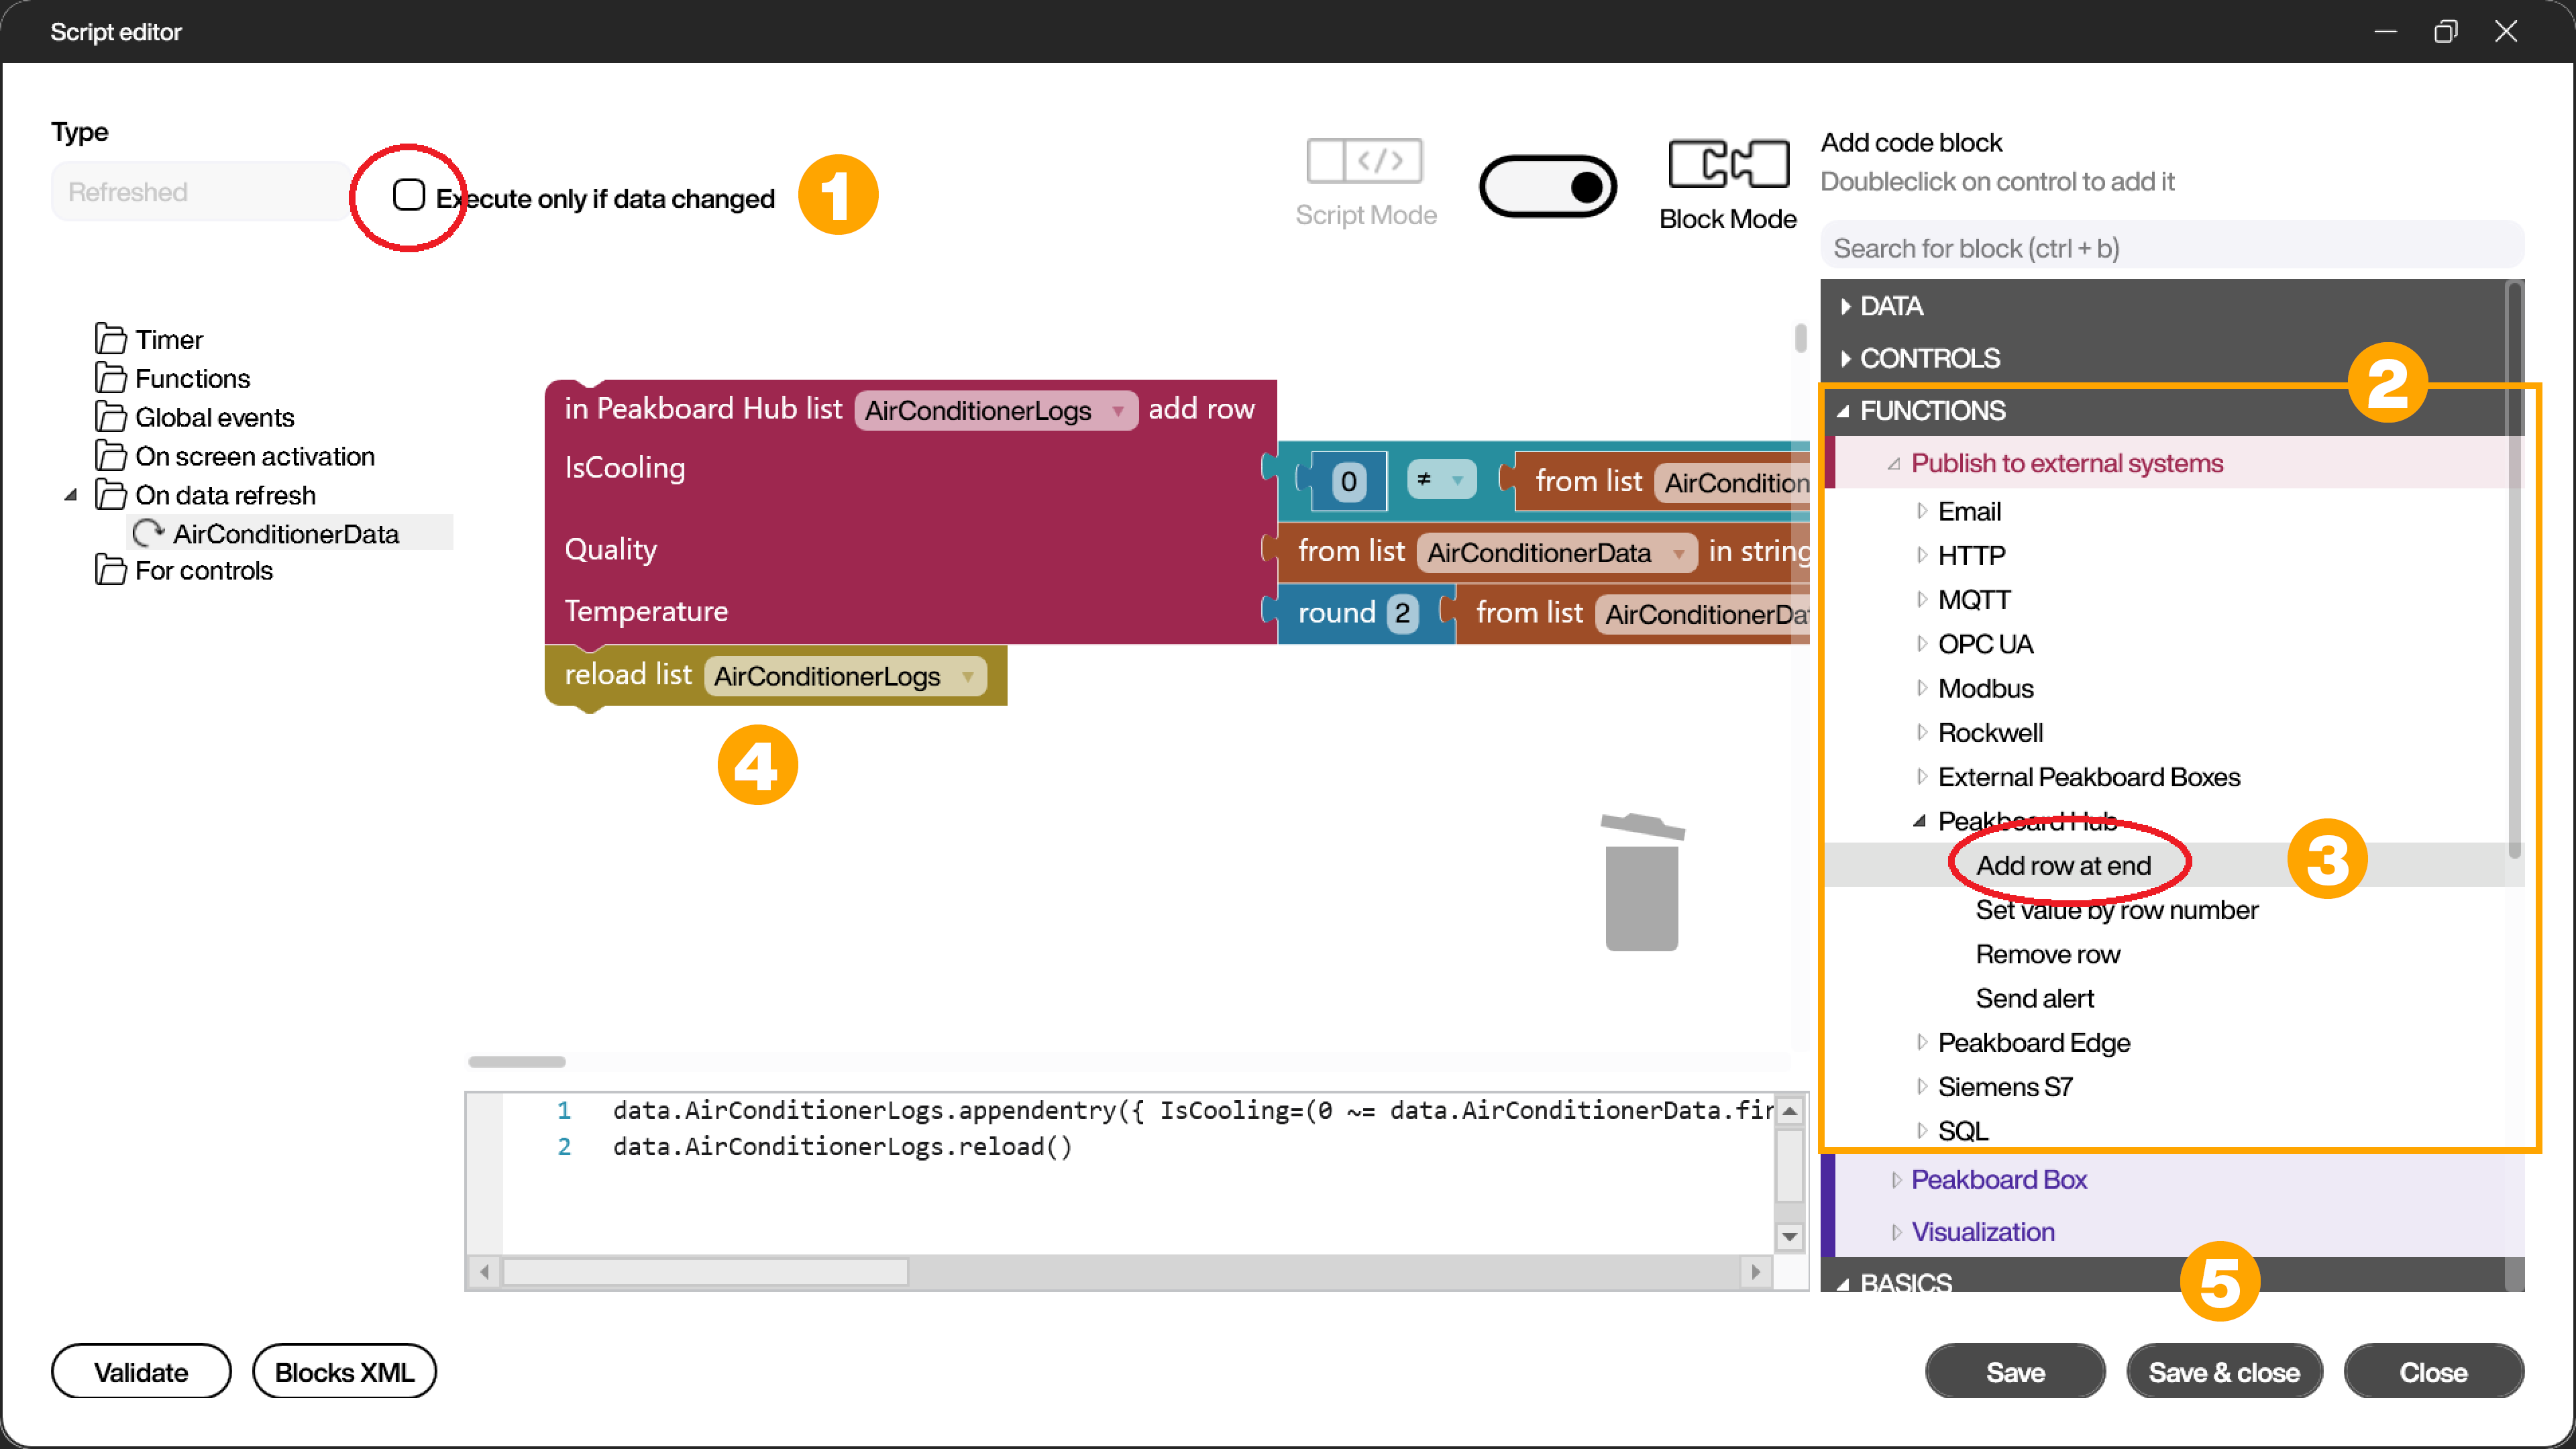 Script editor
Type
Refreshed
Execute only if data changed
1
Script Mode
Block Mode
Add code block
Doubleclick on control to add it
Search for block (ctrl + b)
Timer
Functions
Global events
On screen activation
On data refresh
AirConditionerData
For controls
in Peakboard Hub list AirConditionerLogs add row
IsCooling
0 ≠ from list AirCondition
Quality
from list AirConditionerData in string
Temperature
round 2 from list AirConditionerDat
reload list AirConditionerLogs
4
1 data.AirConditionerLogs.appendentry({ IsCooling=(0 ~= data.AirConditionerData.fir
2 data.AirConditionerLogs.reload()
DATA
CONTROLS
2
FUNCTIONS
Publish to external systems
Email
HTTP
MQTT
OPC UA
Modbus
Rockwell
External Peakboard Boxes
Peakboard Hub
Add row at end
3
Set value by row number
Remove row
Send alert
Peakboard Edge
Siemens S7
SQL
Peakboard Box
Visualization
BASICS
5
Validate
Blocks XML
Save
Save & close
Close